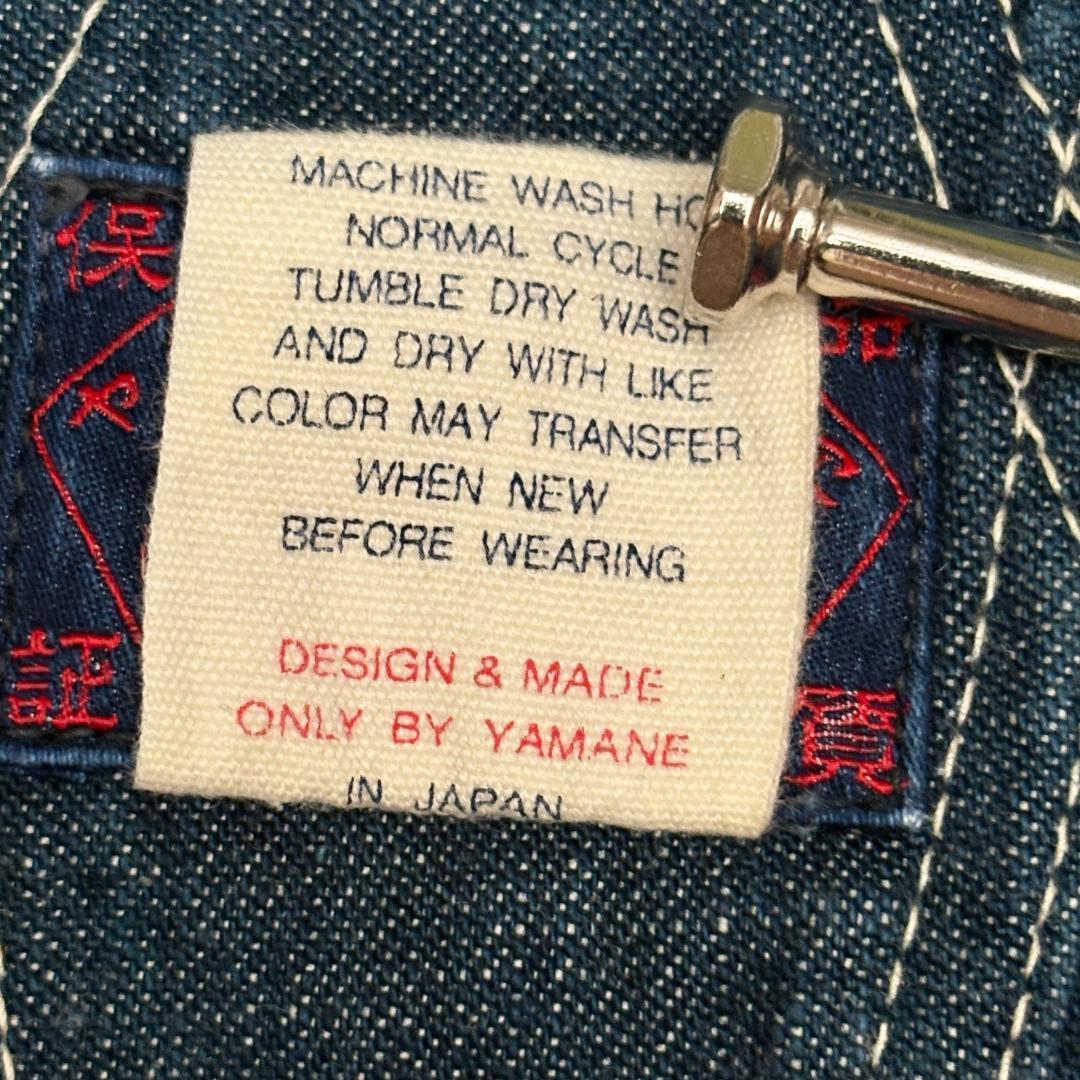 MACHINE WASH
NORMAL CYCLE
TUMBLE DRY WASH
AND DRY WITH LIKE
COLOR MAY TRANSFER
WHEN NEW
BEFORE WEARING
DESIGN & MADE
ONLY BY YAMANE
IN JAPAN
保
証
質